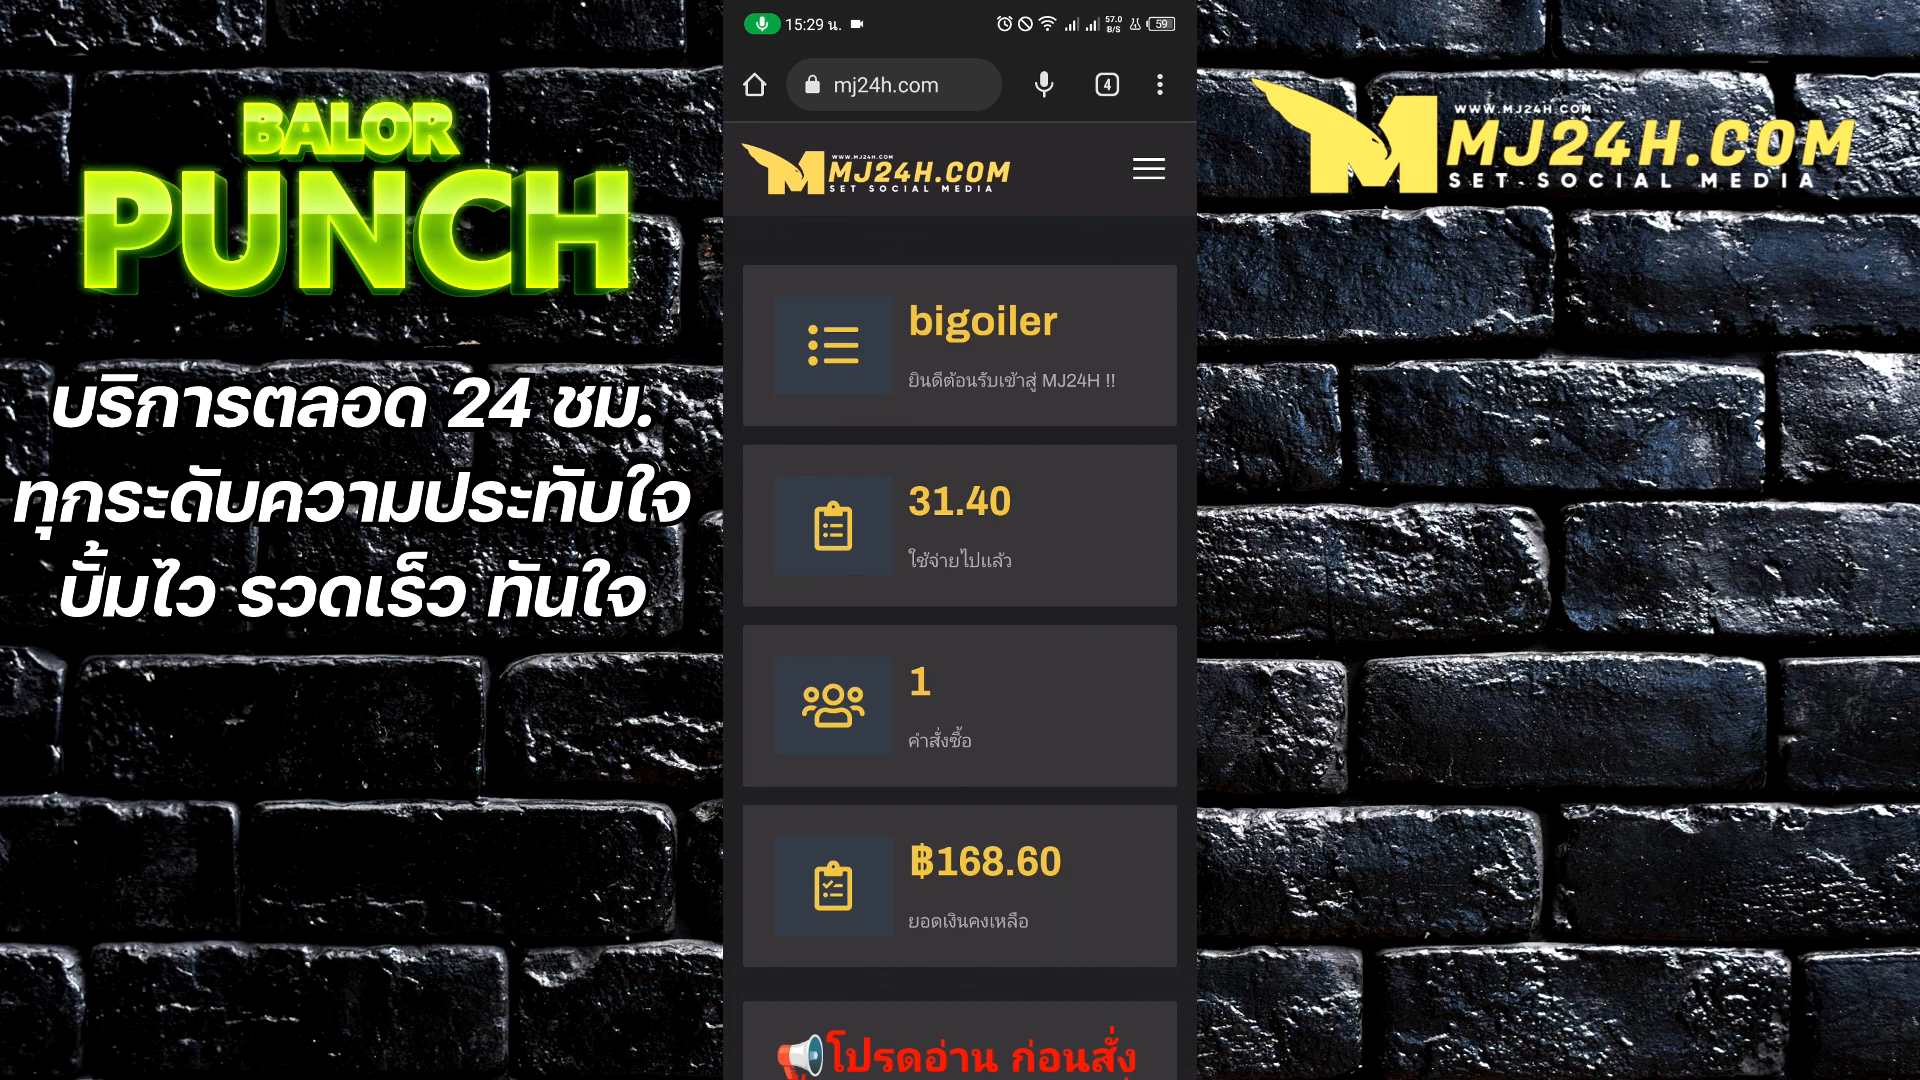 BALOR
PUNCH
บริการตลอด 24 ชม.
ทุกระดับความประทับใจ
ปั้มไว รวดเร็ว ทันใจ
15:29 น.
57.0
B/S
59
mj24h.com
4
WWW.MJ24H.COM
MJ24H.COM
SET SOCIAL MEDIA
bigoiler
ยินดีต้อนรับเข้าสู่ MJ24H !!
31.40
ใช้จ่ายไปแล้ว
1
คำสั่งซื้อ
฿168.60
ยอดเงินคงเหลือ
โปรดอ่าน ก่อนสั่ง
WWW.MJ24H.COM
MJ24H.COM
SET SOCIAL MEDIA